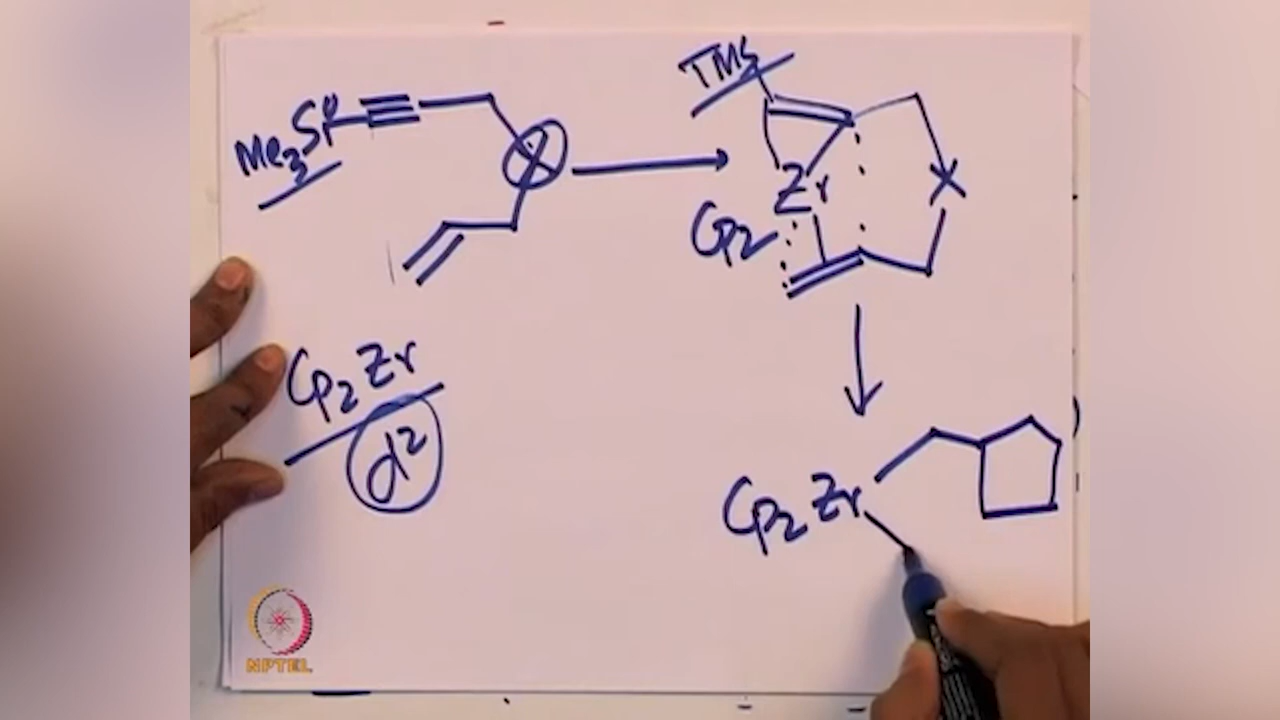 Me3Si
X
TMS
Zr
Cp2
X
Cp2Zr
d2
Cp2Zr
NPTEL